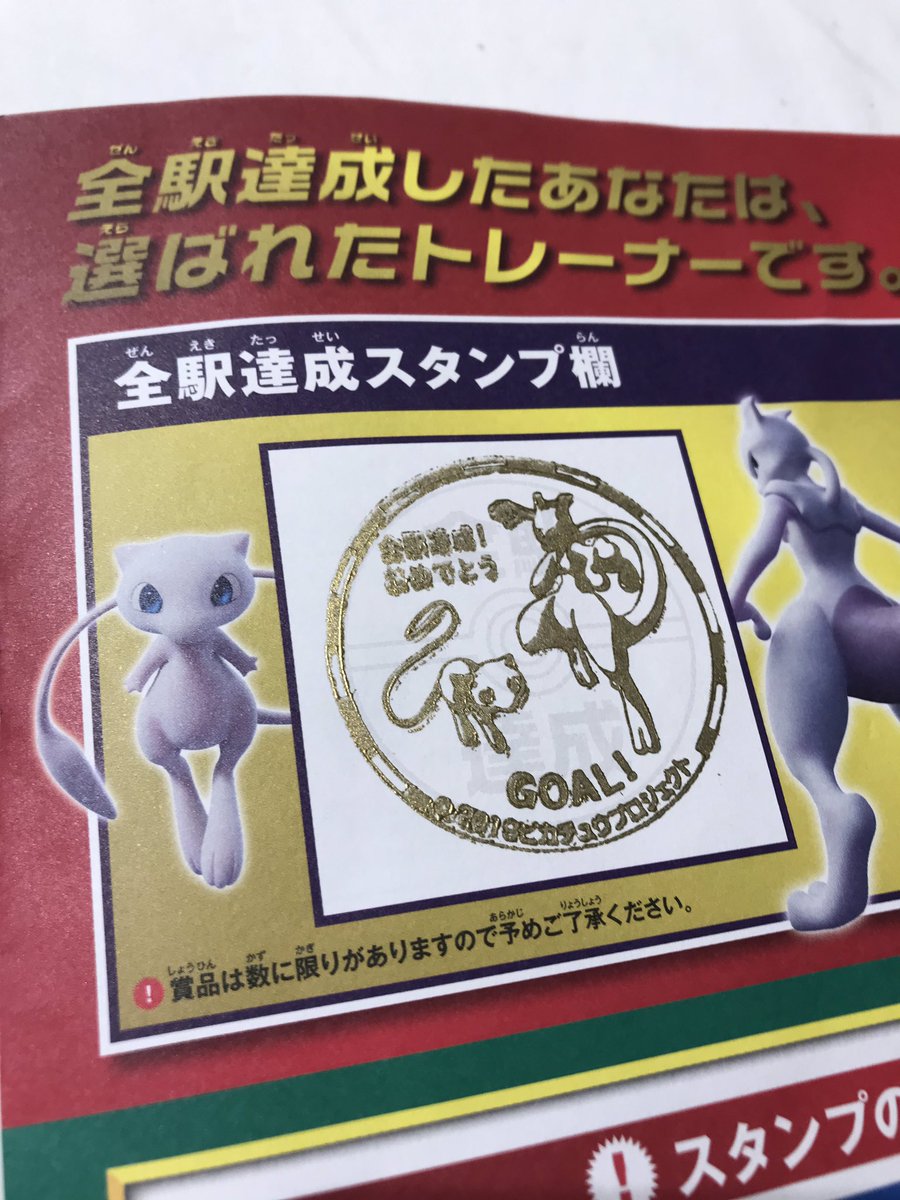 全駅達成したあなたは、
選ばれたトレーナーです。
全駅達成スタンプ欄
全駅達成!
おめでとう
達成
GOAL!
ピカチュウプロジェクト
! 賞品は数に限りがありますので予めご了承ください。
! スタンプの